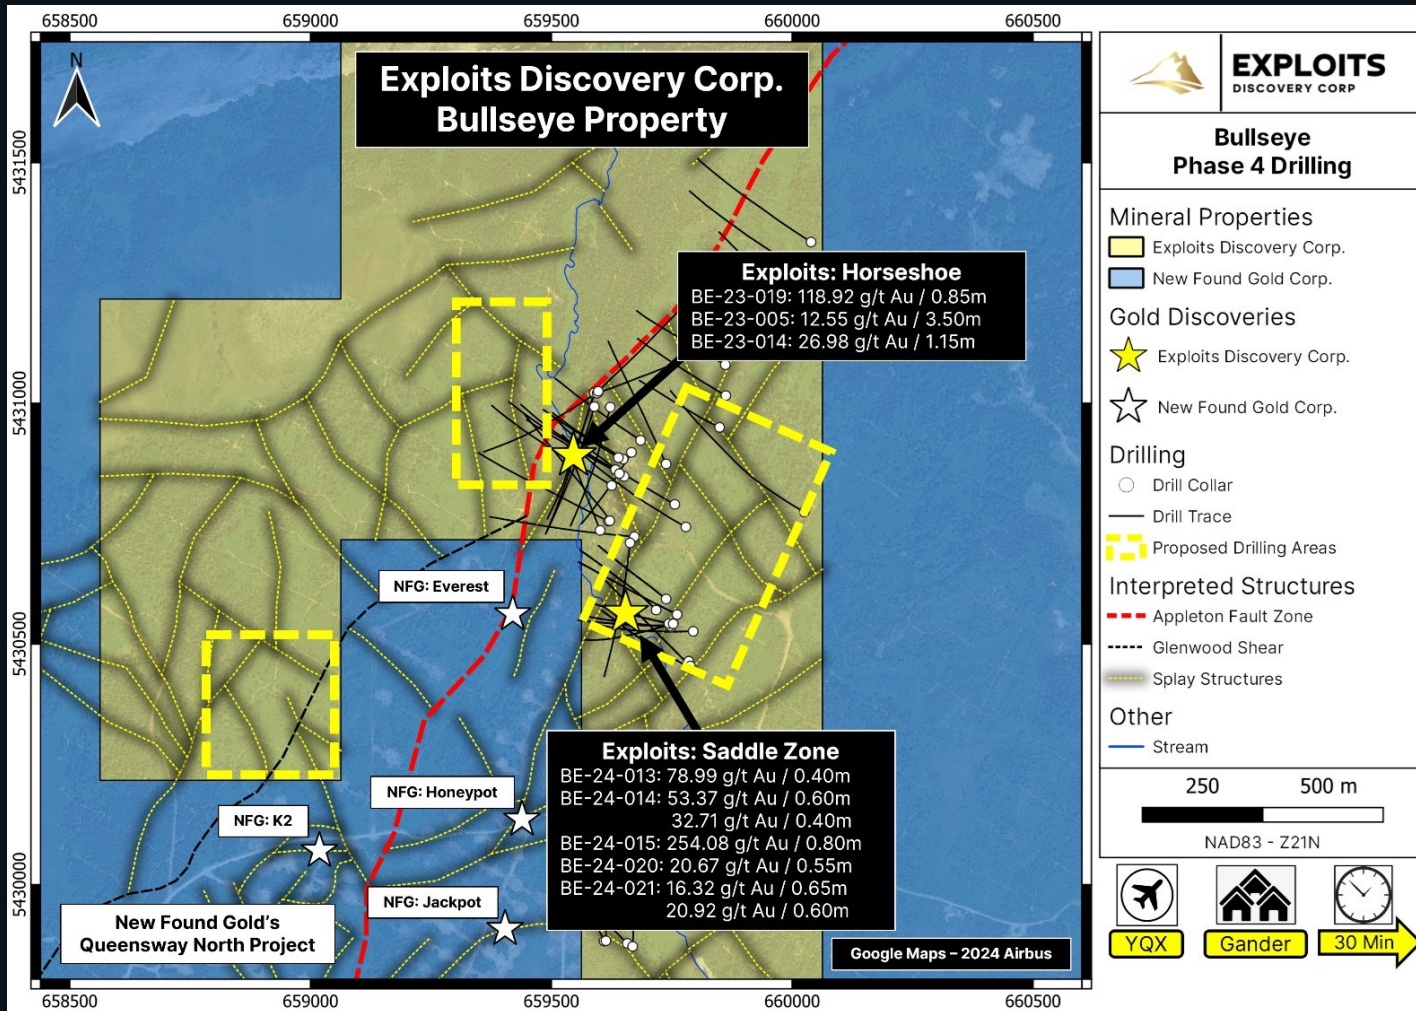 658500 659000 659500 660000 660500
N
Exploits Discovery Corp.
Bullseye Property
5431500
5431000
5430500
5430000
Exploits: Horseshoe
BE-23-019: 118.92 g/t Au / 0.85m
BE-23-005: 12.55 g/t Au / 3.50m
BE-23-014: 26.98 g/t Au / 1.15m
NFG: Everest
NFG: Honeypot
NFG: K2
NFG: Jackpot
Exploits: Saddle Zone
BE-24-013: 78.99 g/t Au / 0.40m
BE-24-014: 53.37 g/t Au / 0.60m
32.71 g/t Au / 0.40m
BE-24-015: 254.08 g/t Au / 0.80m
BE-24-020: 20.67 g/t Au / 0.55m
BE-24-021: 16.32 g/t Au / 0.65m
20.92 g/t Au / 0.60m
New Found Gold's
Queensway North Project
Google Maps – 2024 Airbus
658500 659000 659500 660000 660500
EXPLOITS
DISCOVERY CORP
Bullseye
Phase 4 Drilling
Mineral Properties
Exploits Discovery Corp.
New Found Gold Corp.
Gold Discoveries
Exploits Discovery Corp.
New Found Gold Corp.
Drilling
Drill Collar
Drill Trace
Proposed Drilling Areas
Interpreted Structures
Appleton Fault Zone
Glenwood Shear
Splay Structures
Other
Stream
250 500 m
NAD83 - Z21N
YQX Gander 30 Min